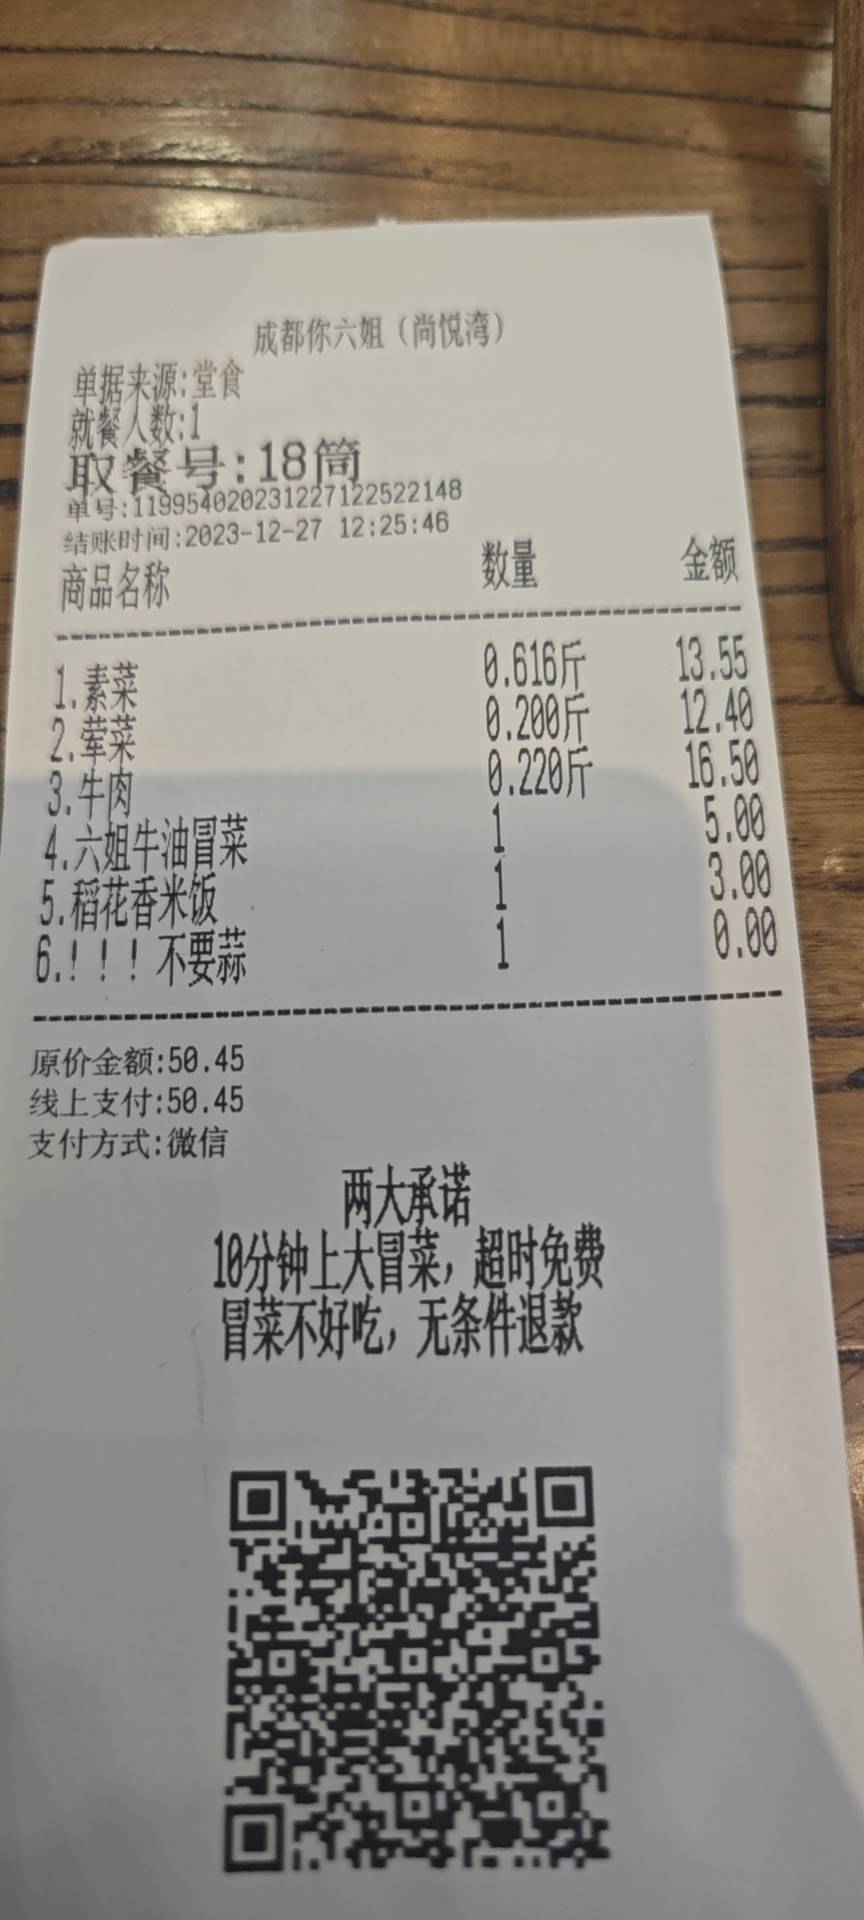 成都你六姐（尚悦湾）
单据来源:堂食
就餐人数:1
取餐号:18筒
单号:11995402023122712252​2148
结账时间:2023-12-27 12:25:46
商品名称 数量 金额
1.素菜 0.616斤 13.55
2.荤菜 0.200斤 12.40
3.牛肉 0.220斤 16.50
4.六姐牛油冒菜 1 5.00
5.稻花香米饭 1 3.00
6.！！！不要蒜 1 0.00
原价金额:50.45
线上支付:50.45
支付方式:微信
两大承诺
10分钟上大冒菜，超时免费
冒菜不好吃，无条件退款